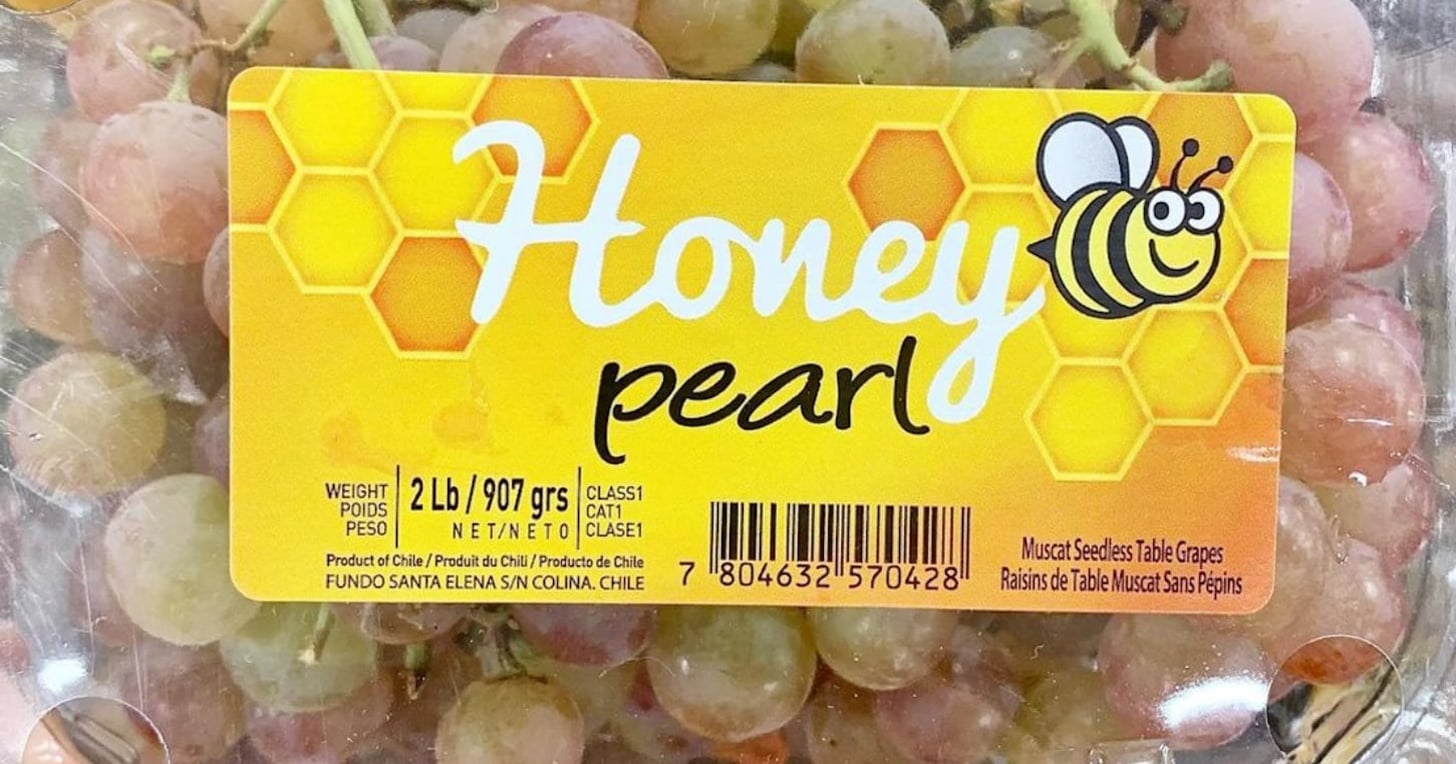 Honey
pearl
WEIGHT
POIDS
PESO
2 Lb / 907 grs
NET/NETO
CLASS1
CAT1
CLASE1
Product of Chile / Produit du Chili / Producto de Chile
FUNDO SANTA ELENA S/N COLINA. CHILE
7 804632 570428
Muscat Seedless Table Grapes
Raisins de Table Muscat Sans Pépins